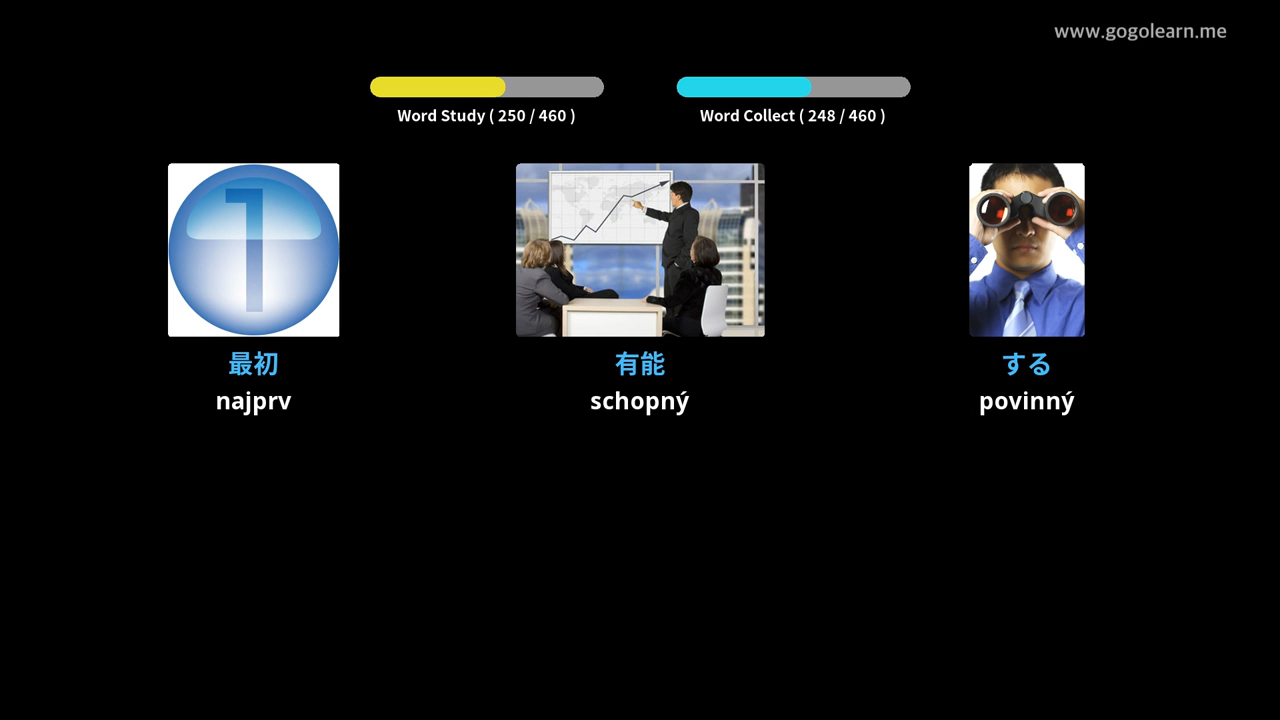 www.gogolearn.me
Word Study ( 250 / 460 )
Word Collect ( 248 / 460 )
1
最初
有能
する
najprv
schopný
povinný